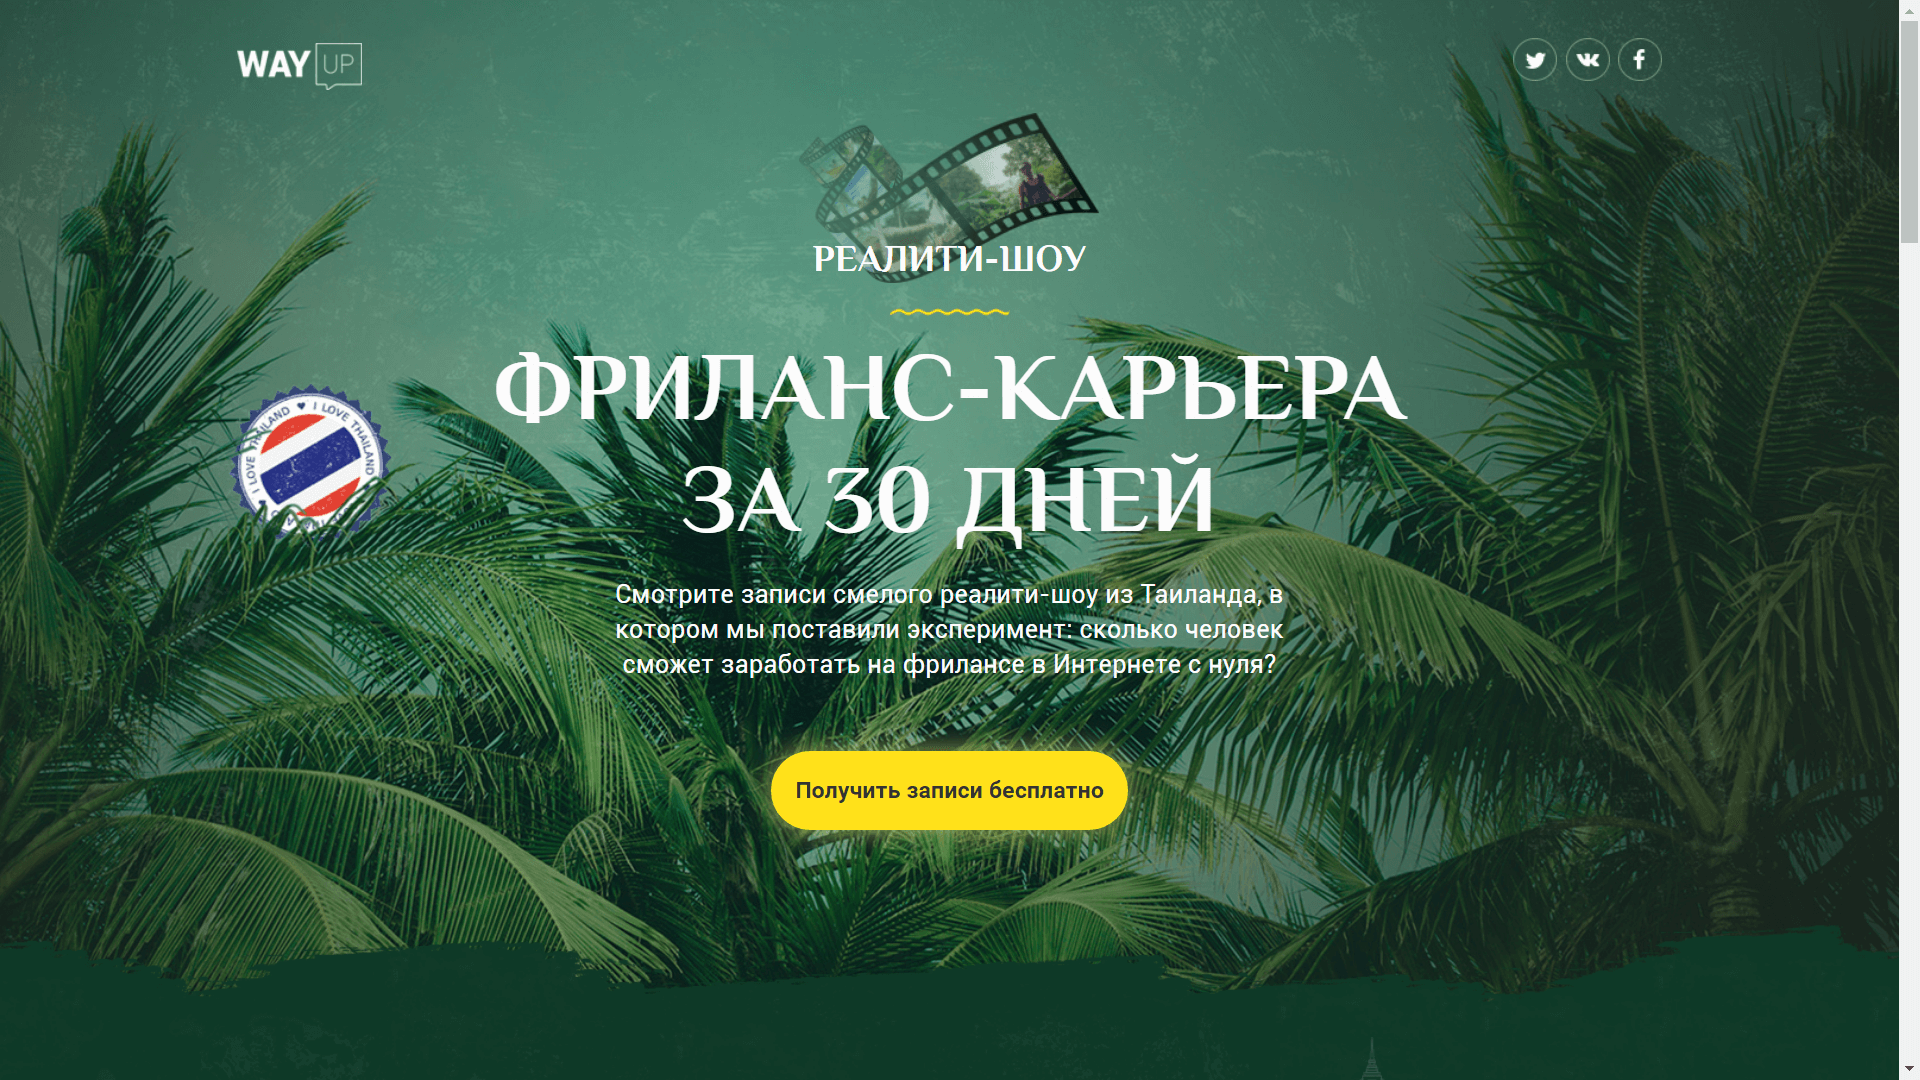 WAY UP
РЕАЛИТИ-ШОУ
ФРИЛАНС-КАРЬЕРА
ЗА 30 ДНЕЙ
I LOVE THAILAND ♥ I LOVE THAILAND
Смотрите записи смелого реалити-шоу из Таиланда, в
котором мы поставили эксперимент: сколько человек
сможет заработать на фрилансе в Интернете с нуля?
Получить записи бесплатно